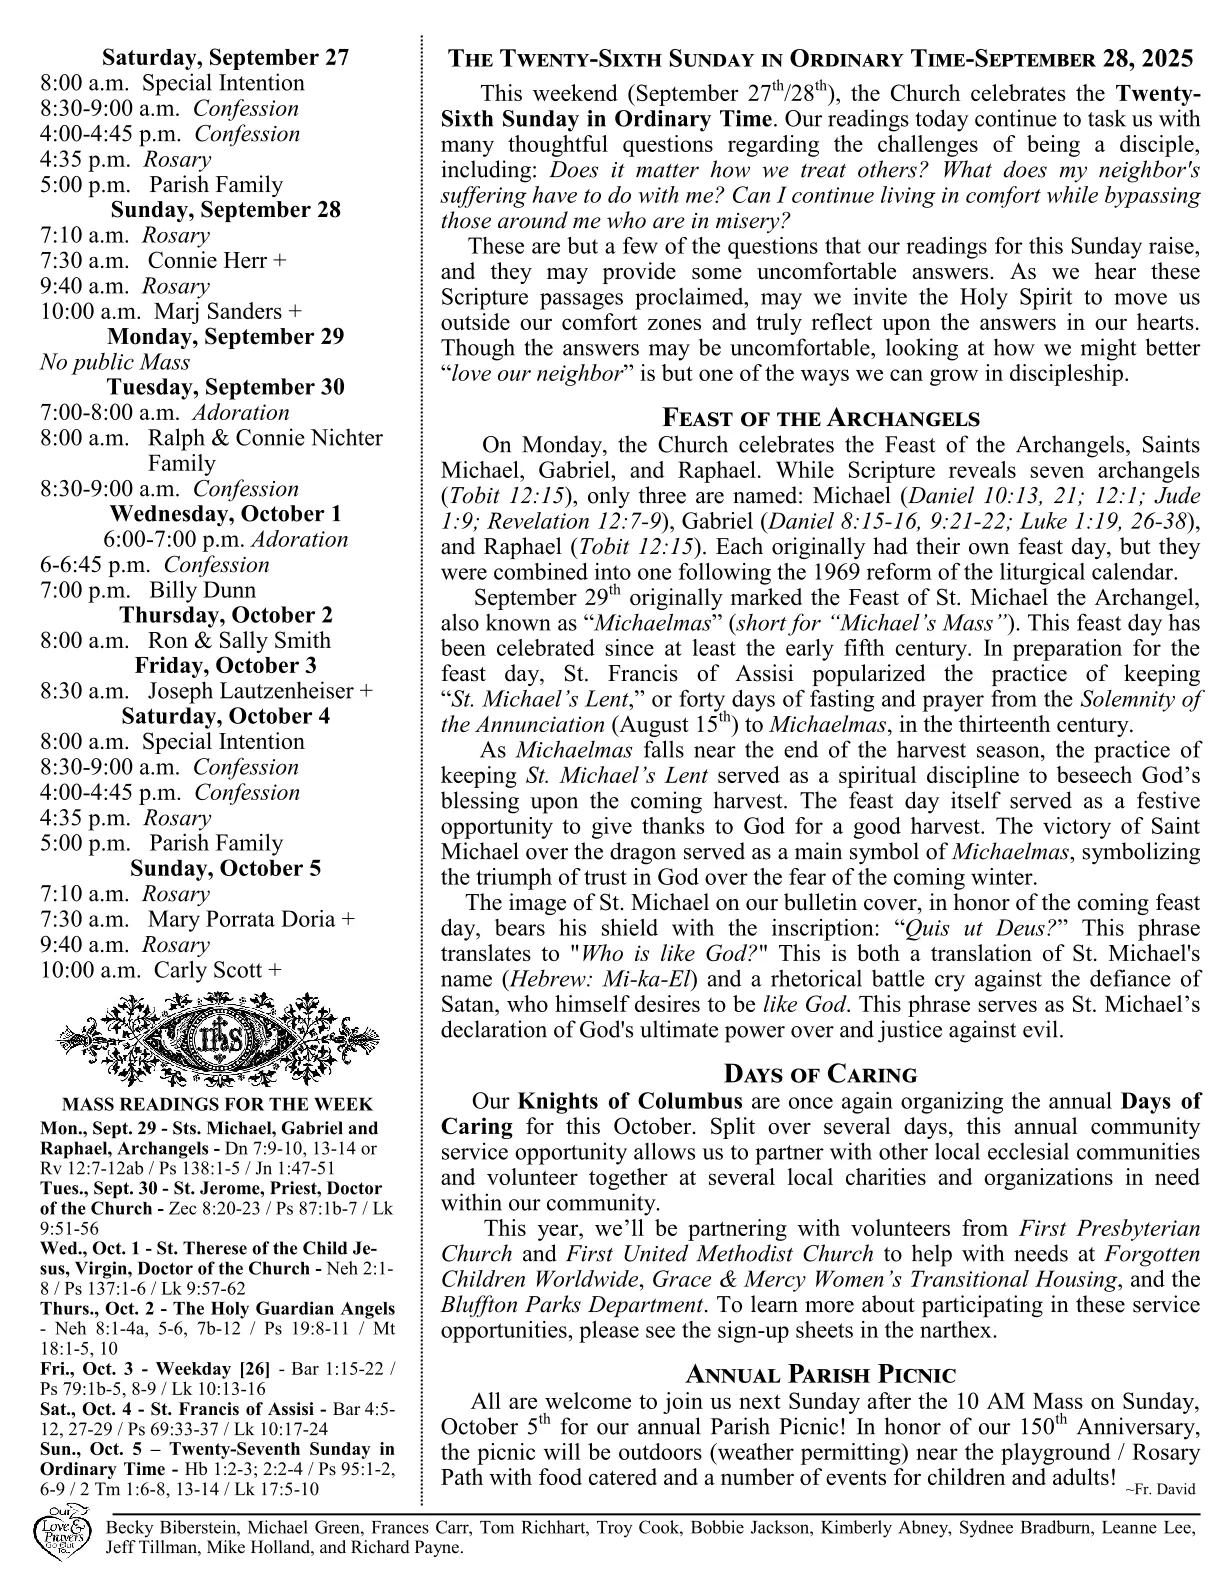 Saturday, September 27
8:00 a.m. Special Intention
8:30-9:00 a.m. Confession
4:00-4:45 p.m. Confession
4:35 p.m. Rosary
5:00 p.m. Parish Family
Sunday, September 28
7:10 a.m. Rosary
7:30 a.m. Connie Herr +
9:40 a.m. Rosary
10:00 a.m. Marj Sanders +
Monday, September 29
No public Mass
Tuesday, September 30
7:00-8:00 a.m. Adoration
8:00 a.m. Ralph & Connie Nichter
Family
8:30-9:00 a.m. Confession
Wednesday, October 1
6:00-7:00 p.m. Adoration
6-6:45 p.m. Confession
7:00 p.m. Billy Dunn
Thursday, October 2
8:00 a.m. Ron & Sally Smith
Friday, October 3
8:30 a.m. Joseph Lautzenheiser +
Saturday, October 4
8:00 a.m. Special Intention
8:30-9:00 a.m. Confession
4:00-4:45 p.m. Confession
4:35 p.m. Rosary
5:00 p.m. Parish Family
Sunday, October 5
7:10 a.m. Rosary
7:30 a.m. Mary Porrata Doria +
9:40 a.m. Rosary
10:00 a.m. Carly Scott +
IHS
MASS READINGS FOR THE WEEK
Mon., Sept. 29 - Sts. Michael, Gabriel and
Raphael, Archangels - Dn 7:9-10, 13-14 or
Rv 12:7-12ab / Ps 138:1-5 / Jn 1:47-51
Tues., Sept. 30 - St. Jerome, Priest, Doctor
of the Church - Zec 8:20-23 / Ps 87:1b-7 / Lk
9:51-56
Wed., Oct. 1 - St. Therese of the Child Je-
sus, Virgin, Doctor of the Church - Neh 2:1-
8 / Ps 137:1-6 / Lk 9:57-62
Thurs., Oct. 2 - The Holy Guardian Angels
- Neh 8:1-4a, 5-6, 7b-12 / Ps 19:8-11 / Mt
18:1-5, 10
Fri., Oct. 3 - Weekday [26] - Bar 1:15-22 /
Ps 79:1b-5, 8-9 / Lk 10:13-16
Sat., Oct. 4 - St. Francis of Assisi - Bar 4:5-
12, 27-29 / Ps 69:33-37 / Lk 10:17-24
Sun., Oct. 5 – Twenty-Seventh Sunday in
Ordinary Time - Hb 1:2-3; 2:2-4 / Ps 95:1-2,
6-9 / 2 Tm 1:6-8, 13-14 / Lk 17:5-10
THE TWENTY-SIXTH SUNDAY IN ORDINARY TIME-SEPTEMBER 28, 2025
This weekend (September 27th/28th), the Church celebrates the Twenty-
Sixth Sunday in Ordinary Time. Our readings today continue to task us with
many thoughtful questions regarding the challenges of being a disciple,
including: Does it matter how we treat others? What does my neighbor's
suffering have to do with me? Can I continue living in comfort while bypassing
those around me who are in misery?
These are but a few of the questions that our readings for this Sunday raise,
and they may provide some uncomfortable answers. As we hear these
Scripture passages proclaimed, may we invite the Holy Spirit to move us
outside our comfort zones and truly reflect upon the answers in our hearts.
Though the answers may be uncomfortable, looking at how we might better
“love our neighbor” is but one of the ways we can grow in discipleship.
FEAST OF THE ARCHANGELS
On Monday, the Church celebrates the Feast of the Archangels, Saints
Michael, Gabriel, and Raphael. While Scripture reveals seven archangels
(Tobit 12:15), only three are named: Michael (Daniel 10:13, 21; 12:1; Jude
1:9; Revelation 12:7-9), Gabriel (Daniel 8:15-16, 9:21-22; Luke 1:19, 26-38),
and Raphael (Tobit 12:15). Each originally had their own feast day, but they
were combined into one following the 1969 reform of the liturgical calendar.
September 29th originally marked the Feast of St. Michael the Archangel,
also known as “Michaelmas” (short for “Michael’s Mass”). This feast day has
been celebrated since at least the early fifth century. In preparation for the
feast day, St. Francis of Assisi popularized the practice of keeping
“St. Michael’s Lent,” or forty days of fasting and prayer from the Solemnity of
the Annunciation (August 15th) to Michaelmas, in the thirteenth century.
As Michaelmas falls near the end of the harvest season, the practice of
keeping St. Michael’s Lent served as a spiritual discipline to beseech God’s
blessing upon the coming harvest. The feast day itself served as a festive
opportunity to give thanks to God for a good harvest. The victory of Saint
Michael over the dragon served as a main symbol of Michaelmas, symbolizing
the triumph of trust in God over the fear of the coming winter.
The image of St. Michael on our bulletin cover, in honor of the coming feast
day, bears his shield with the inscription: “Quis ut Deus?” This phrase
translates to "Who is like God?" This is both a translation of St. Michael's
name (Hebrew: Mi-ka-El) and a rhetorical battle cry against the defiance of
Satan, who himself desires to be like God. This phrase serves as St. Michael’s
declaration of God's ultimate power over and justice against evil.
DAYS OF CARING
Our Knights of Columbus are once again organizing the annual Days of
Caring for this October. Split over several days, this annual community
service opportunity allows us to partner with other local ecclesial communities
and volunteer together at several local charities and organizations in need
within our community.
This year, we’ll be partnering with volunteers from First Presbyterian
Church and First United Methodist Church to help with needs at Forgotten
Children Worldwide, Grace & Mercy Women’s Transitional Housing, and the
Bluffton Parks Department. To learn more about participating in these service
opportunities, please see the sign-up sheets in the narthex.
ANNUAL PARISH PICNIC
All are welcome to join us next Sunday after the 10 AM Mass on Sunday,
October 5th for our annual Parish Picnic! In honor of our 150th Anniversary,
the picnic will be outdoors (weather permitting) near the playground / Rosary
Path with food catered and a number of events for children and adults!
~Fr. David
Our
Love &
Prayers
Go Out
To...
Becky Biberstein, Michael Green, Frances Carr, Tom Richhart, Troy Cook, Bobbie Jackson, Kimberly Abney, Sydnee Bradburn, Leanne Lee,
Jeff Tillman, Mike Holland, and Richard Payne.